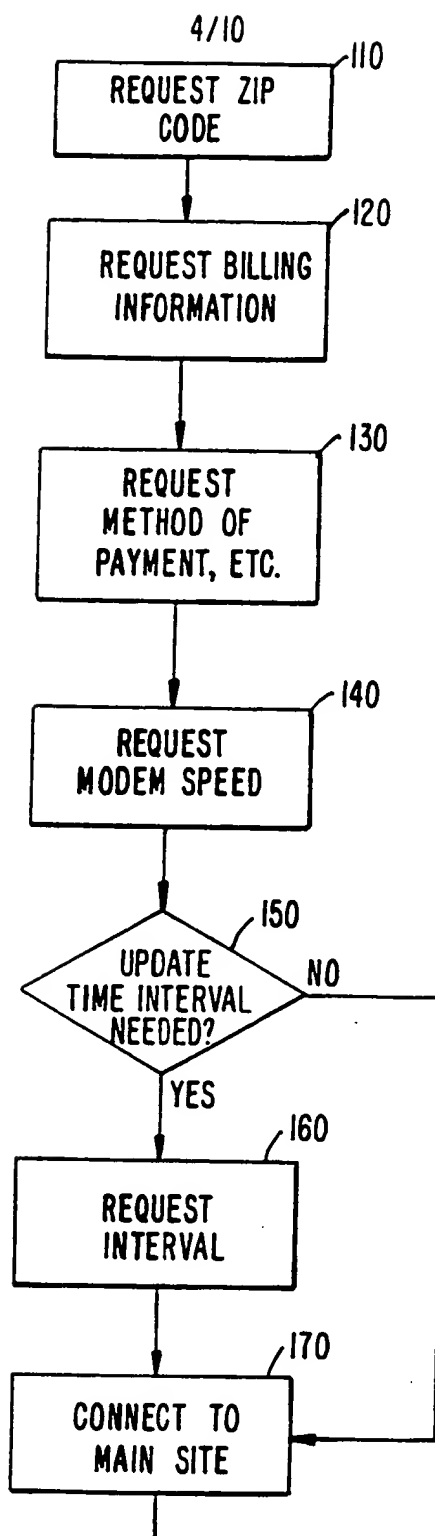 4/10
110
REQUEST ZIP
CODE
120
REQUEST BILLING
INFORMATION
130
REQUEST
METHOD OF
PAYMENT, ETC.
140
REQUEST
MODEM SPEED
150
UPDATE
TIME INTERVAL
NEEDED?
NO
YES
160
REQUEST
INTERVAL
170
CONNECT TO
MAIN SITE